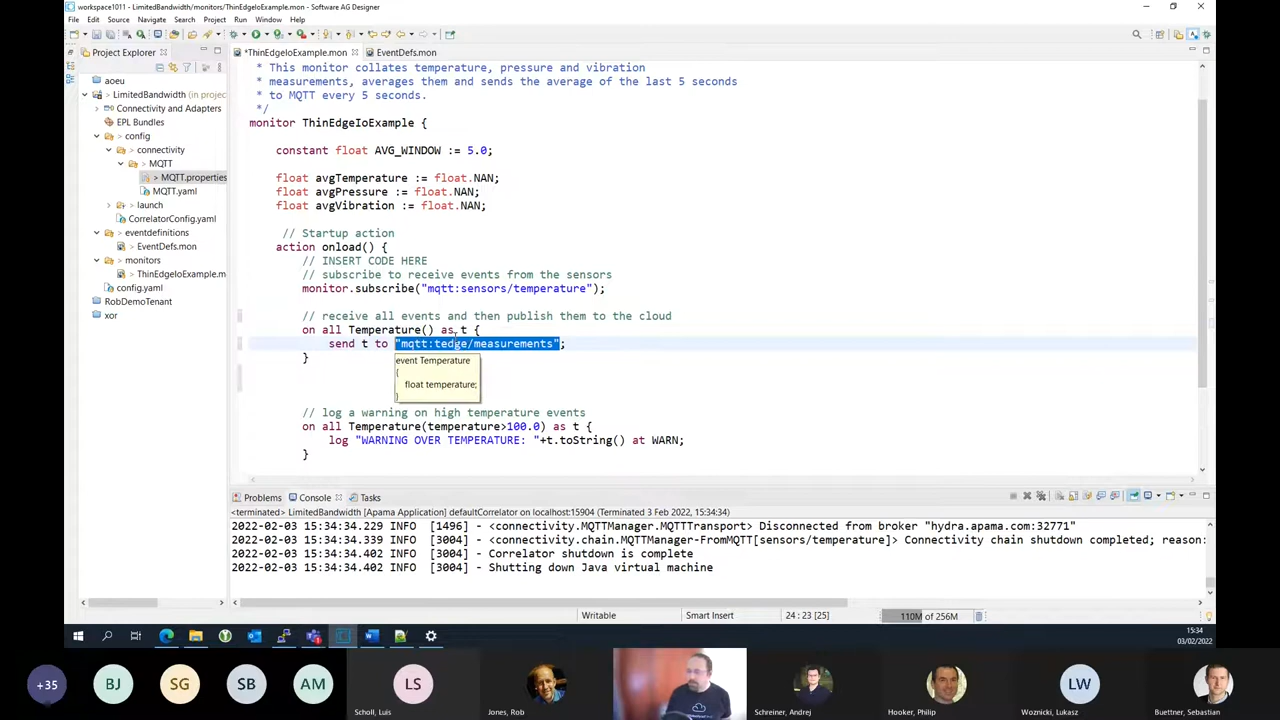 workspace1011 - LimitedBandwidth/monitors/ThinEdgeIoExample.mon - Software AG Designer
File Edit Source Navigate Search Project Run Window Help
Project Explorer
*ThinEdgeIoExample.mon
EventDefs.mon
aoeu
LimitedBandwidth (in projec
Connectivity and Adapters
EPL Bundles
> config
> connectivity
> MQTT
> MQTT.properties
MQTT.yaml
> launch
CorrelatorConfig.yaml
eventdefinitions
> EventDefs.mon
> monitors
> ThinEdgeIoExample.m
config.yaml
RobDemoTenant
xor
* This monitor collates temperature, pressure and vibration
* measurements, averages them and sends the average of the last 5 seconds
* to MQTT every 5 seconds.
*/
monitor ThinEdgeIoExample {
constant float AVG_WINDOW := 5.0;
float avgTemperature := float.NAN;
float avgPressure := float.NAN;
float avgVibration := float.NAN;
// Startup action
action onload() {
// INSERT CODE HERE
// subscribe to receive events from the sensors
monitor.subscribe("mqtt:sensors/temperature");
// receive all events and then publish them to the cloud
on all Temperature() as t {
send t to "mqtt:tedge/measurements";
}
event Temperature
{
float temperature;
}
// log a warning on high temperature events
on all Temperature(temperature>100.0) as t {
log "WARNING OVER TEMPERATURE: "+t.toString() at WARN;
}
Problems Console Tasks
<terminated> LimitedBandwidth [Apama Application] defaultCorrelator on localhost:15904 (Terminated 3 Feb 2022, 15:34:34)
2022-02-03 15:34:34.229 INFO [1496] - <connectivity.MQTTManager.MQTTTransport> Disconnected from broker "hydra.apama.com:32771"
2022-02-03 15:34:34.339 INFO [3004] - <connectivity.chain.MQTTManager-FromMQTT[sensors/temperature]> Connectivity chain shutdown completed; reason:
2022-02-03 15:34:34.402 INFO [3004] - Correlator shutdown is complete
2022-02-03 15:34:34.402 INFO [3004] - Shutting down Java virtual machine
Writable Smart Insert 24 : 23 [25] 110M of 256M
15:34
03/02/2022
+35 BJ SG SB AM LS LW
Scholl, Luis Jones, Rob Schreiner, Andrej Hooker, Philip Woznicki, Lukasz Buettner, Sebastian